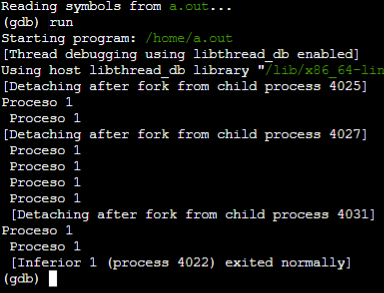 Reading symbols from a.out...
(gdb) run
Starting program: /home/a.out
[Thread debugging using libthread_db enabled]
Using host libthread_db library "/lib/x86_64-lin
[Detaching after fork from child process 4025]
Proceso 1
 Proceso 1
[Detaching after fork from child process 4027]
 Proceso 1
 Proceso 1
 Proceso 1
 Proceso 1
 [Detaching after fork from child process 4031]
Proceso 1
 Proceso 1
 [Inferior 1 (process 4022) exited normally]
(gdb)